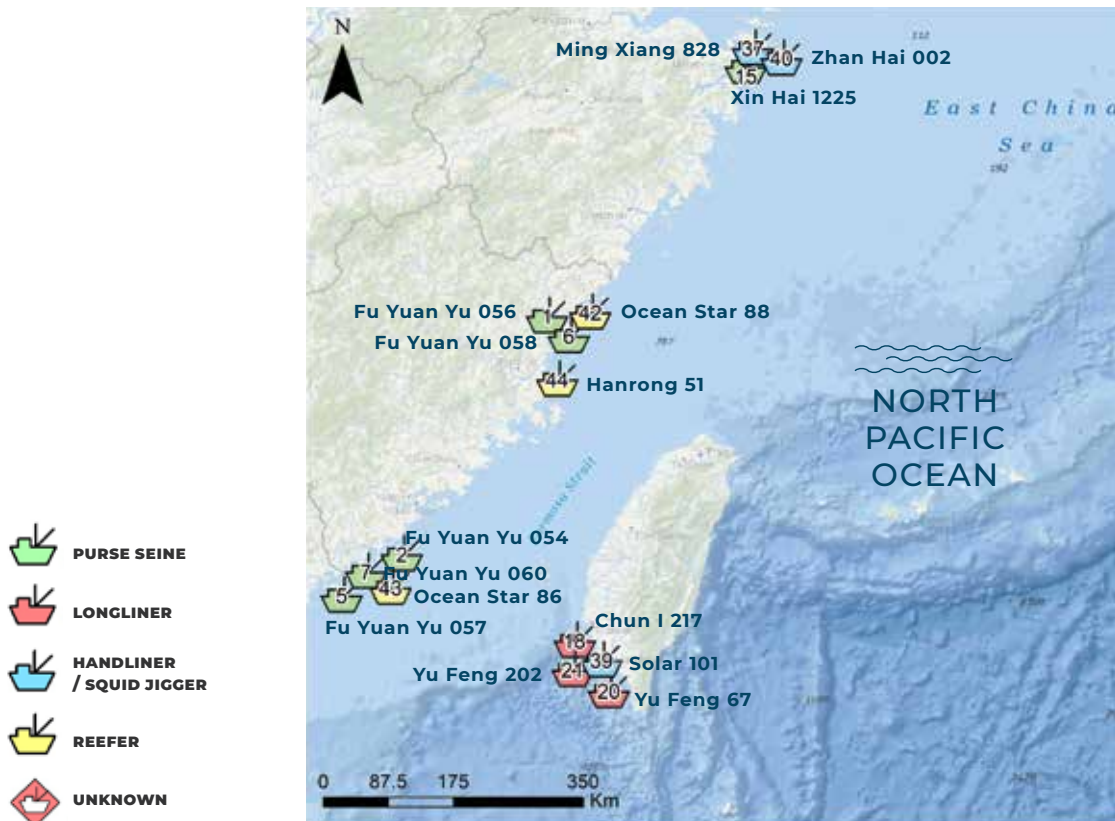 N
Ming Xiang 828
37
40
Zhan Hai 002
15
Xin Hai 1225
East China
Sea
Fu Yuan Yu 056
1
42
Ocean Star 88
Fu Yuan Yu 058
6
44
Hanrong 51
NORTH
PACIFIC
OCEAN
Formosa Strait
Fu Yuan Yu 054
2
7
Fu Yuan Yu 060
5
43
Ocean Star 86
Fu Yuan Yu 057
Chun I 217
18
39
Solar 101
Yu Feng 202
21
20
Yu Feng 67
PURSE SEINE
LONGLINER
HANDLINER
/ SQUID JIGGER
REEFER
UNKNOWN
0 87.5 175 350
Km